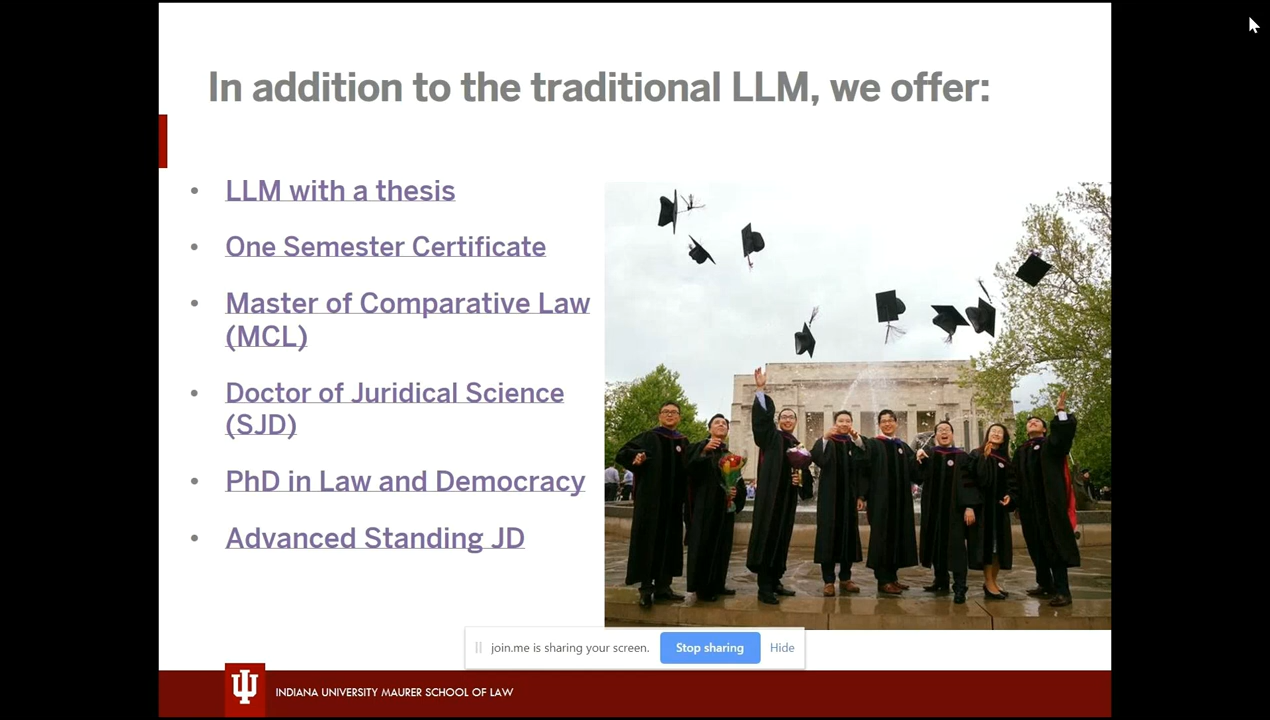 In addition to the traditional LLM, we offer:
• LLM with a thesis
• One Semester Certificate
• Master of Comparative Law
(MCL)
• Doctor of Juridical Science
(SJD)
• PhD in Law and Democracy
• Advanced Standing JD
join.me is sharing your screen. Stop sharing Hide
INDIANA UNIVERSITY MAURER SCHOOL OF LAW